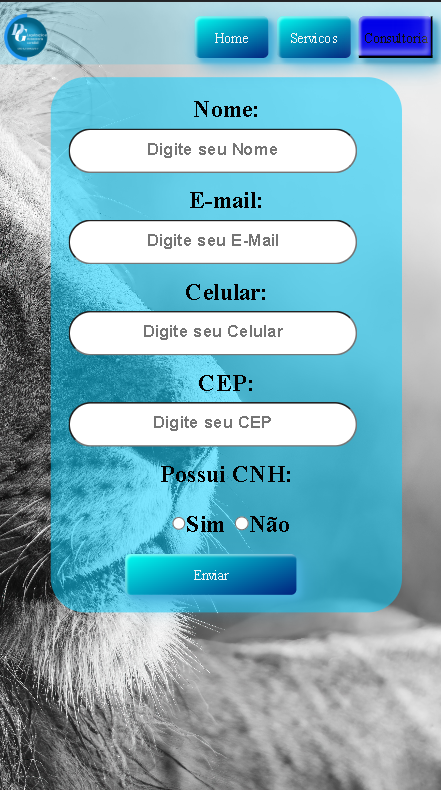 DG
Home
Servicos
Consultoria
Nome:
Digite seu Nome
E-mail:
Digite seu E-Mail
Celular:
Digite seu Celular
CEP:
Digite seu CEP
Possui CNH:
Sim Não
Enviar